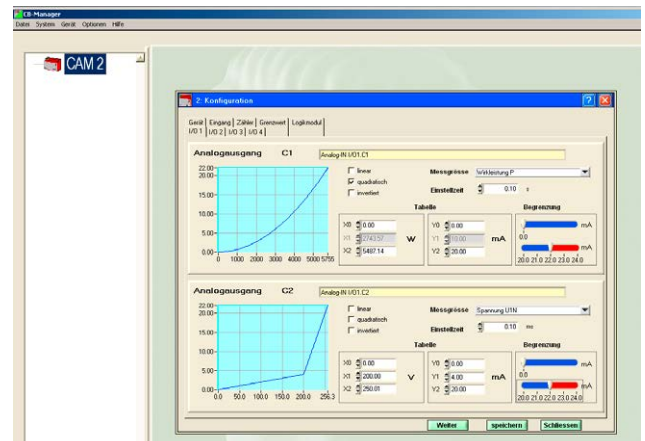 CB-Manager
Datei System Gerät Optionen Hilfe
CAM 2
2: Konfiguration
Gerät Eingang Zähler Grenzwert Logikmodul
I/O 1 I/O 2 I/O 3 I/O 4
Analogausgang C1 Analog-IN I/O1.C1
22.00
20.00
15.00
10.00
5.00
0.00
0 1000 2000 3000 4000 5000 5755
linear
quadratisch
invertiert
Messgrösse Wirkleistung P
Einstellzeit 0.10 s
Tabelle
Begrenzung
X0 0.00 Y0 0.00
X1 2743.57 W Y1 10.00 mA
X2 5487.14 Y2 20.00
mA
0.0
mA
20.0 21.0 22.0 23.0 24.0
Analogausgang C2 Analog-IN I/O1.C2
22.00
20.00
15.00
10.00
5.00
0.00
0.0 50.0 100.0 150.0 200.0 256.3
linear
quadratisch
invertiert
Messgrösse Spannung U1N
Einstellzeit 0.10 ms
Tabelle
Begrenzung
X0 0.00 Y0 0.00
X1 200.00 V Y1 4.00 mA
X2 250.01 Y2 20.00
mA
0.0
mA
20.0 21.0 22.0 23.0 24.0
Weiter speichern Schliessen